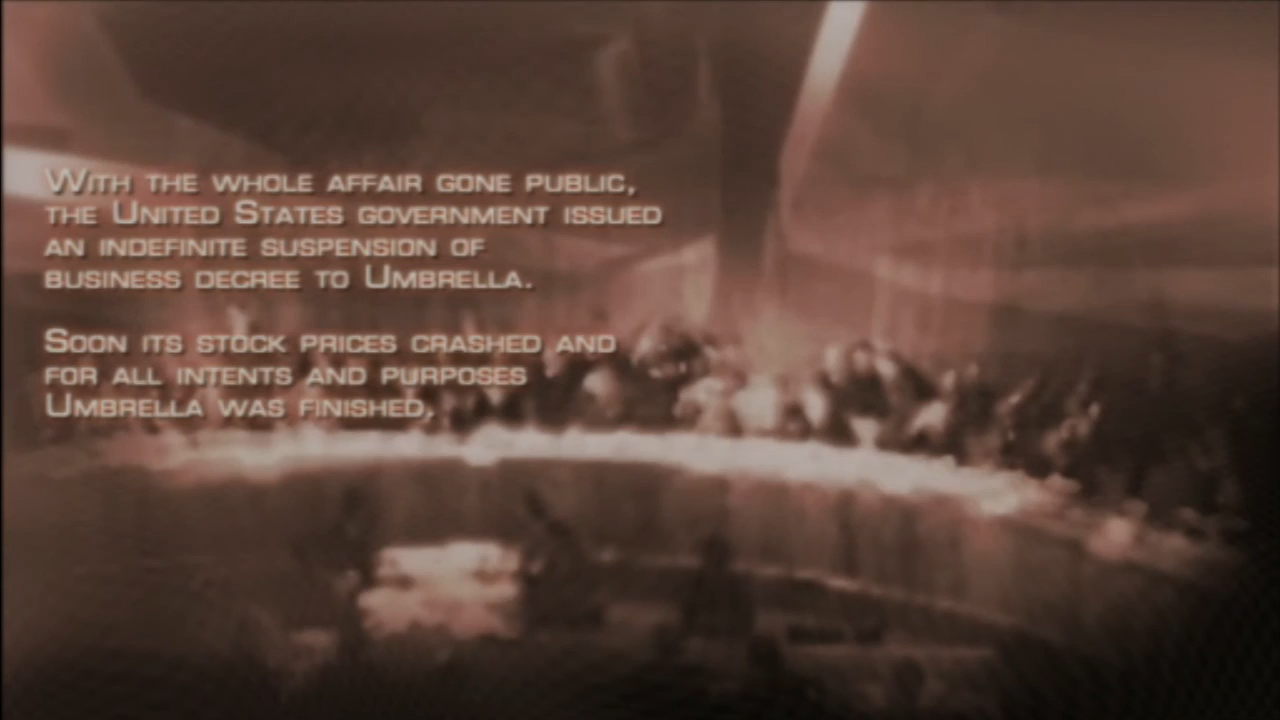 With the whole affair gone public,
the United States government issued
an indefinite suspension of
business decree to Umbrella.
Soon its stock prices crashed and
for all intents and purposes
Umbrella was finished.